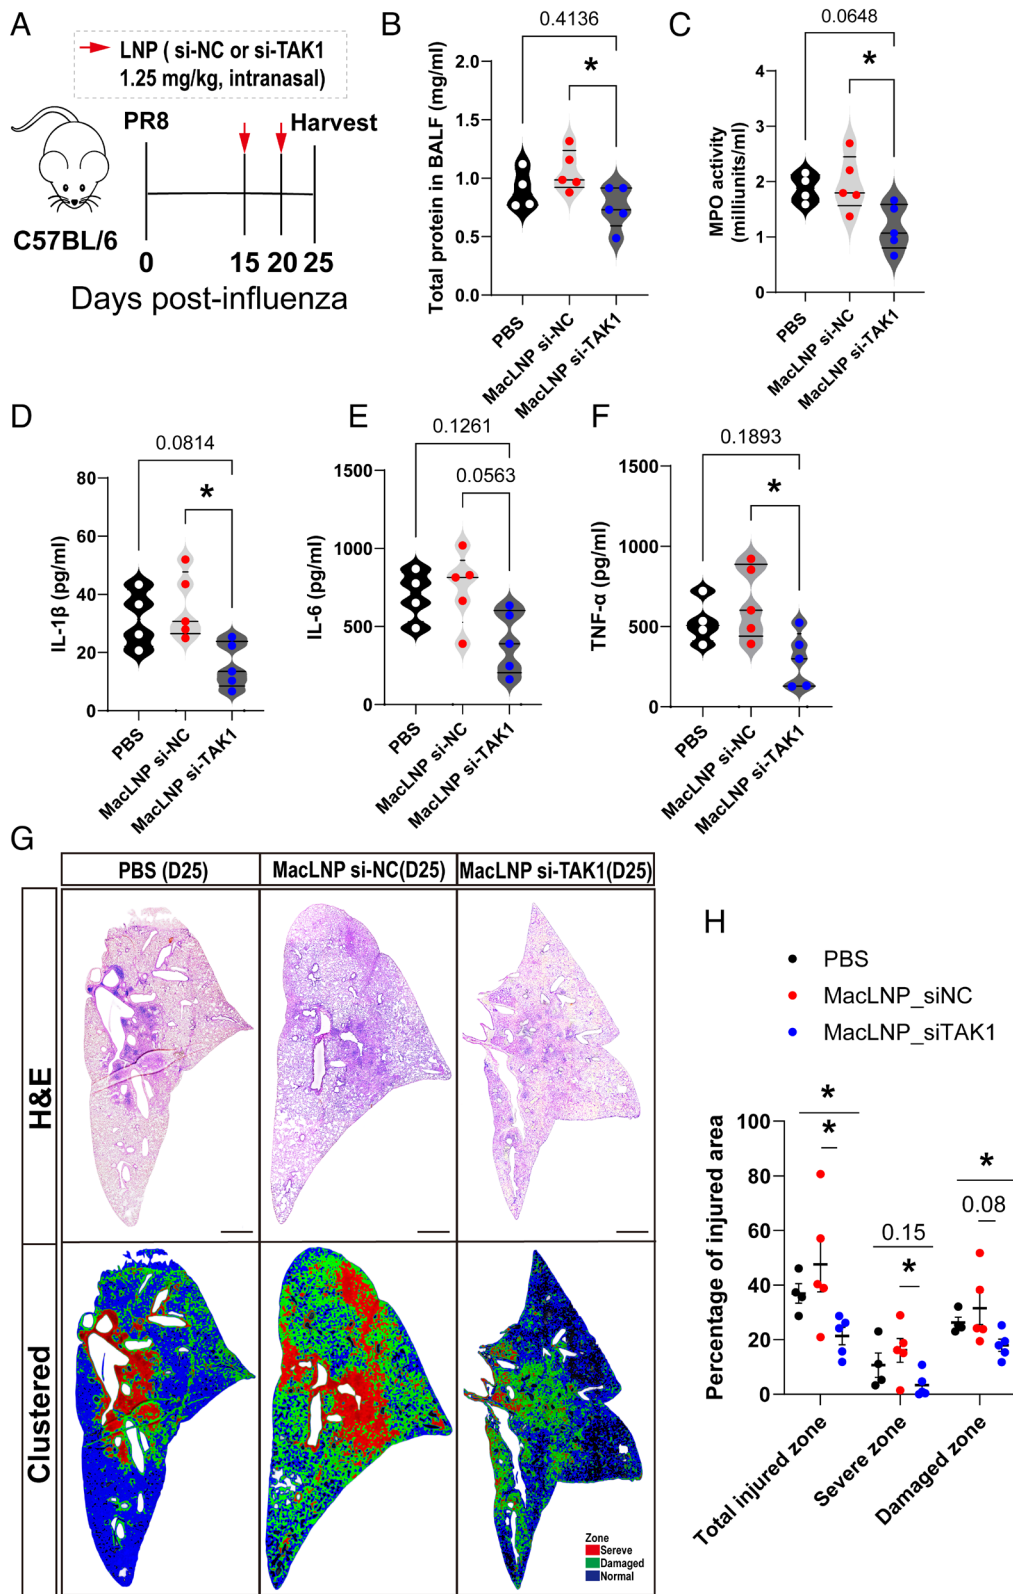 A
LNP ( si-NC or si-TAK1
1.25 mg/kg, intranasal)
PR8
Harvest
C57BL/6
0
15
20
25
Days post-influenza
B
0.4136
*
Total protein in BALF (mg/ml)
2.0
1.5
1.0
0.5
0.0
PBS
MacLNP si-NC
MacLNP si-TAK1
C
0.0648
*
MPO activity
(milliunits/ml)
4
3
2
1
0
PBS
MacLNP si-NC
MacLNP si-TAK1
D
0.0814
*
IL-1β (pg/ml)
80
60
40
20
0
PBS
MacLNP si-NC
MacLNP si-TAK1
E
0.1261
0.0563
IL-6 (pg/ml)
1500
1000
500
0
PBS
MacLNP si-NC
MacLNP si-TAK1
F
0.1893
*
TNF-α (pg/ml)
1500
1000
500
0
PBS
MacLNP si-NC
MacLNP si-TAK1
G
PBS (D25)
MacLNP si-NC(D25)
MacLNP si-TAK1(D25)
H&E
Clustered
Zone
Sereve
Damaged
Normal
H
PBS
MacLNP_siNC
MacLNP_siTAK1
Percentage of injured area
100
80
60
40
20
0
*
*
0.15
*
*
0.08
Total injured zone
Severe zone
Damaged zone